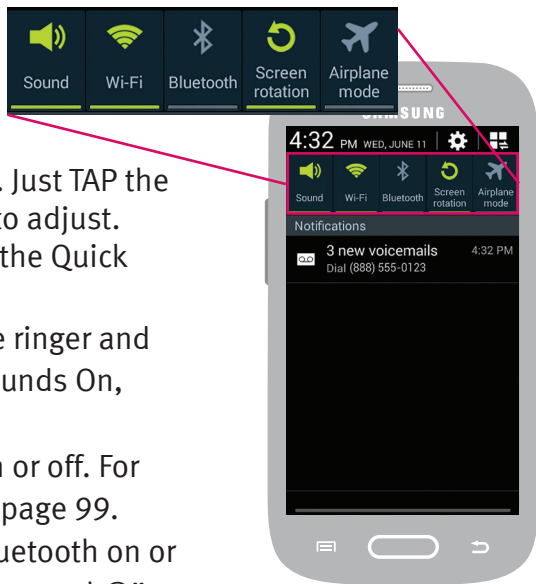 Sound Wi-Fi Bluetooth Screen rotation Airplane mode
. Just TAP the
to adjust.
the Quick
e ringer and
unds On,
n or off. For
page 99.
uetooth on or
SAMSUNG
4:32 PM WED, JUNE 11
Sound Wi-Fi Bluetooth Screen rotation Airplane mode
Notifications
3 new voicemails 4:32 PM
Dial (888) 555-0123